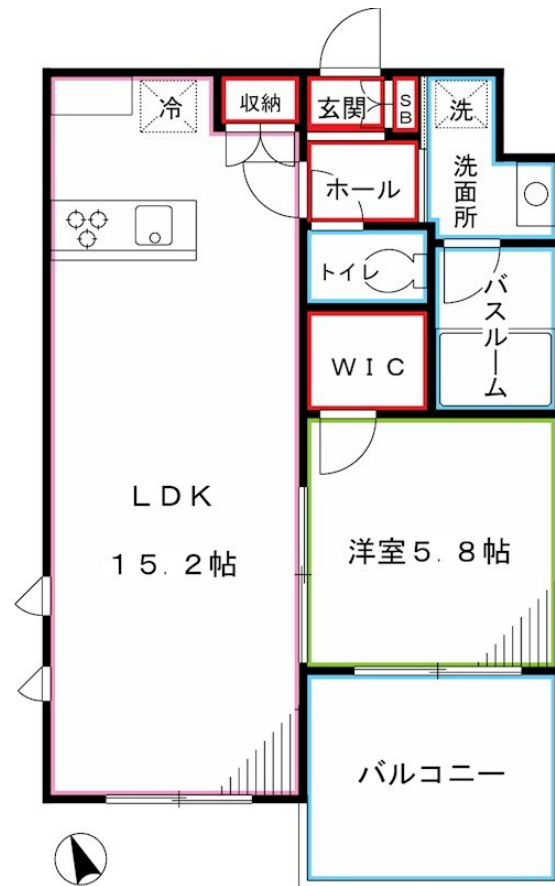 冷
収納
玄関
SB
洗
洗面所
ホール
トイレ
バスルーム
WIC
LDK
15.2帖
洋室5.8帖
バルコニー